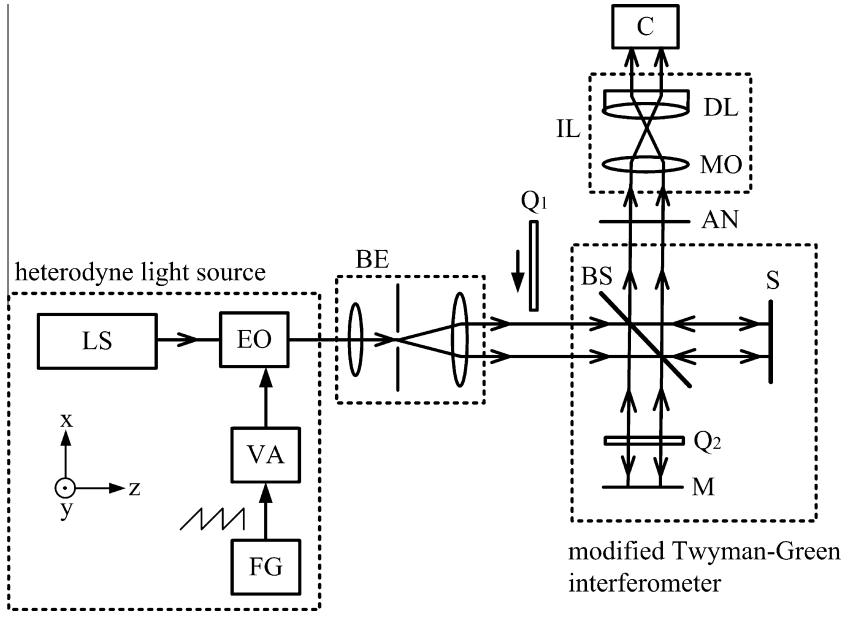 C
DL
IL
MO
Q1
AN
BE
BS
S
heterodyne light source
LS
EO
x
VA
Q2
z
y
M
FG
modified Twyman-Green
interferometer